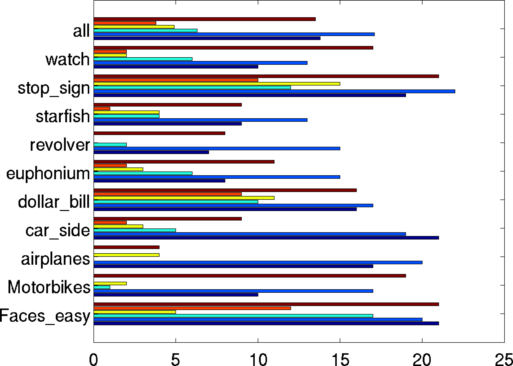 all
watch
stop_sign
starfish
revolver
euphonium
dollar_bill
car_side
airplanes
Motorbikes
Faces_easy
0 5 10 15 20 25